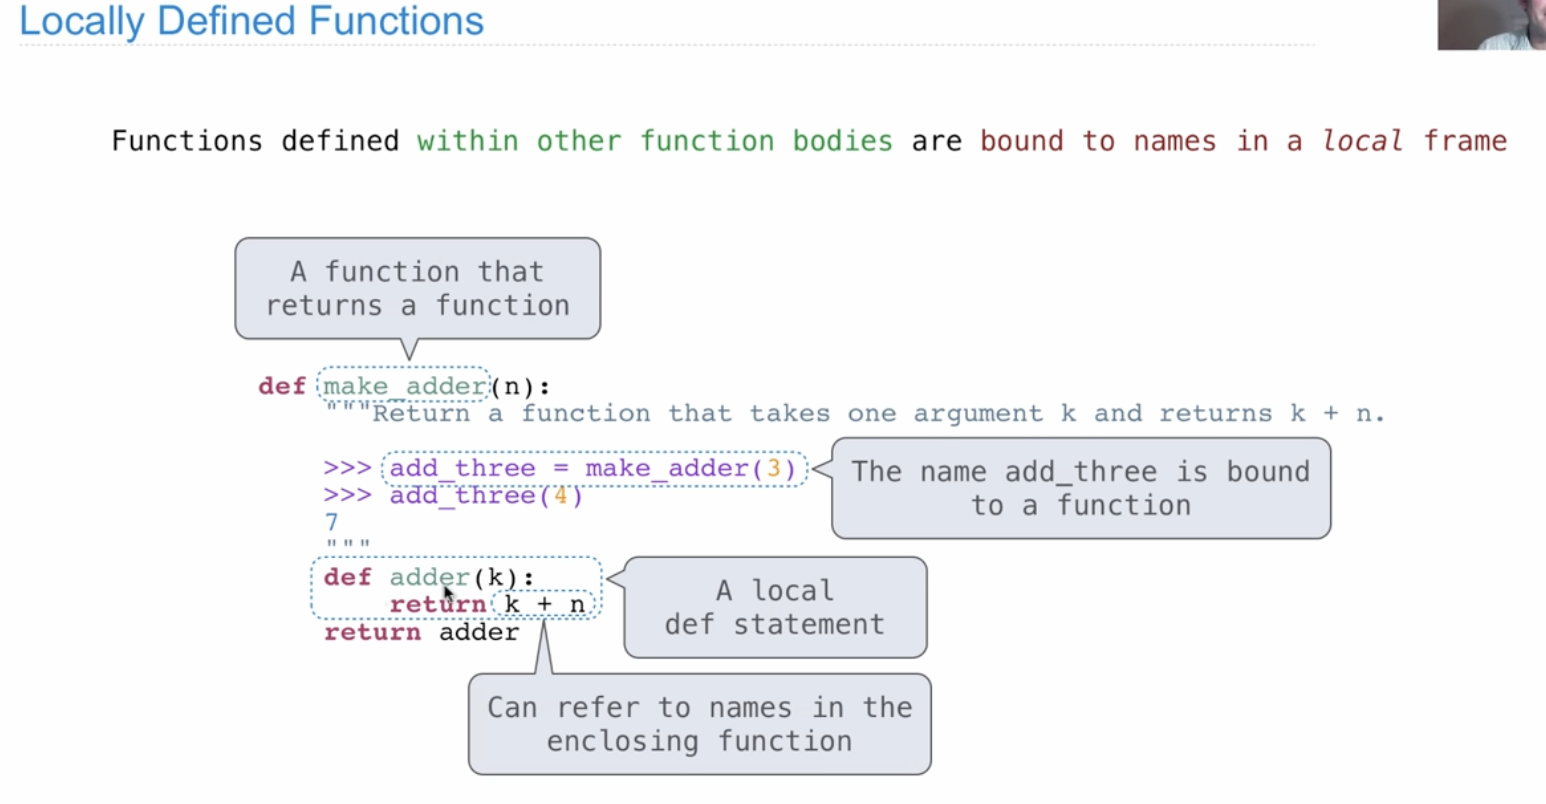 Locally Defined Functions
Functions defined within other function bodies are bound to names in a local frame
A function that
returns a function
def make_adder(n):
"""Return a function that takes one argument k and returns k + n.
>>> add_three = make_adder(3)
>>> add_three(4)
7
"""
The name add_three is bound
to a function
def adder(k):
return k + n
return adder
A local
def statement
Can refer to names in the
enclosing function